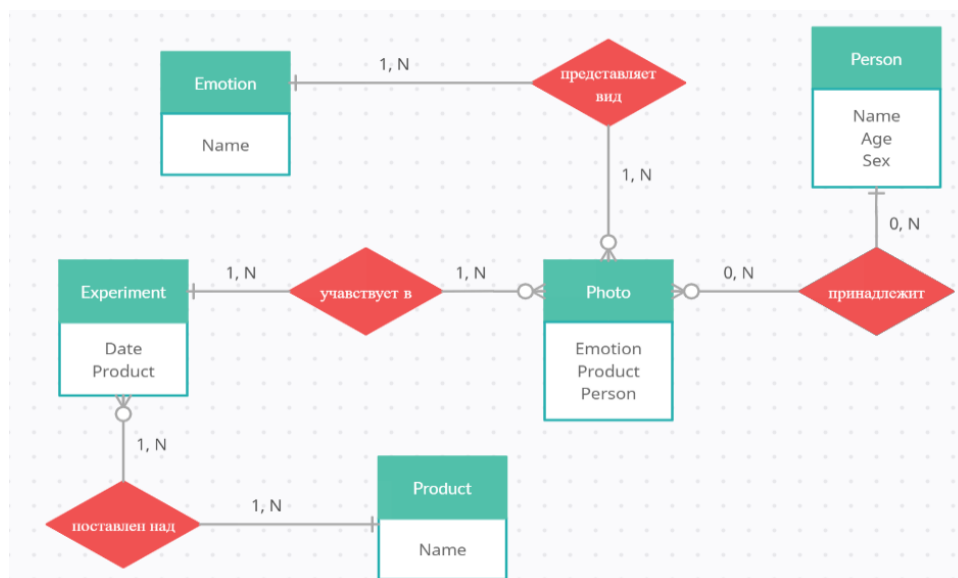 Emotion
Name
1, N
представляет
вид
1, N
Person
Name
Age
Sex
0, N
принадлежит
0, N
Experiment
Date
Product
1, N
учавствует в
1, N
Photo
Emotion
Product
Person
1, N
поставлен над
1, N
Product
Name